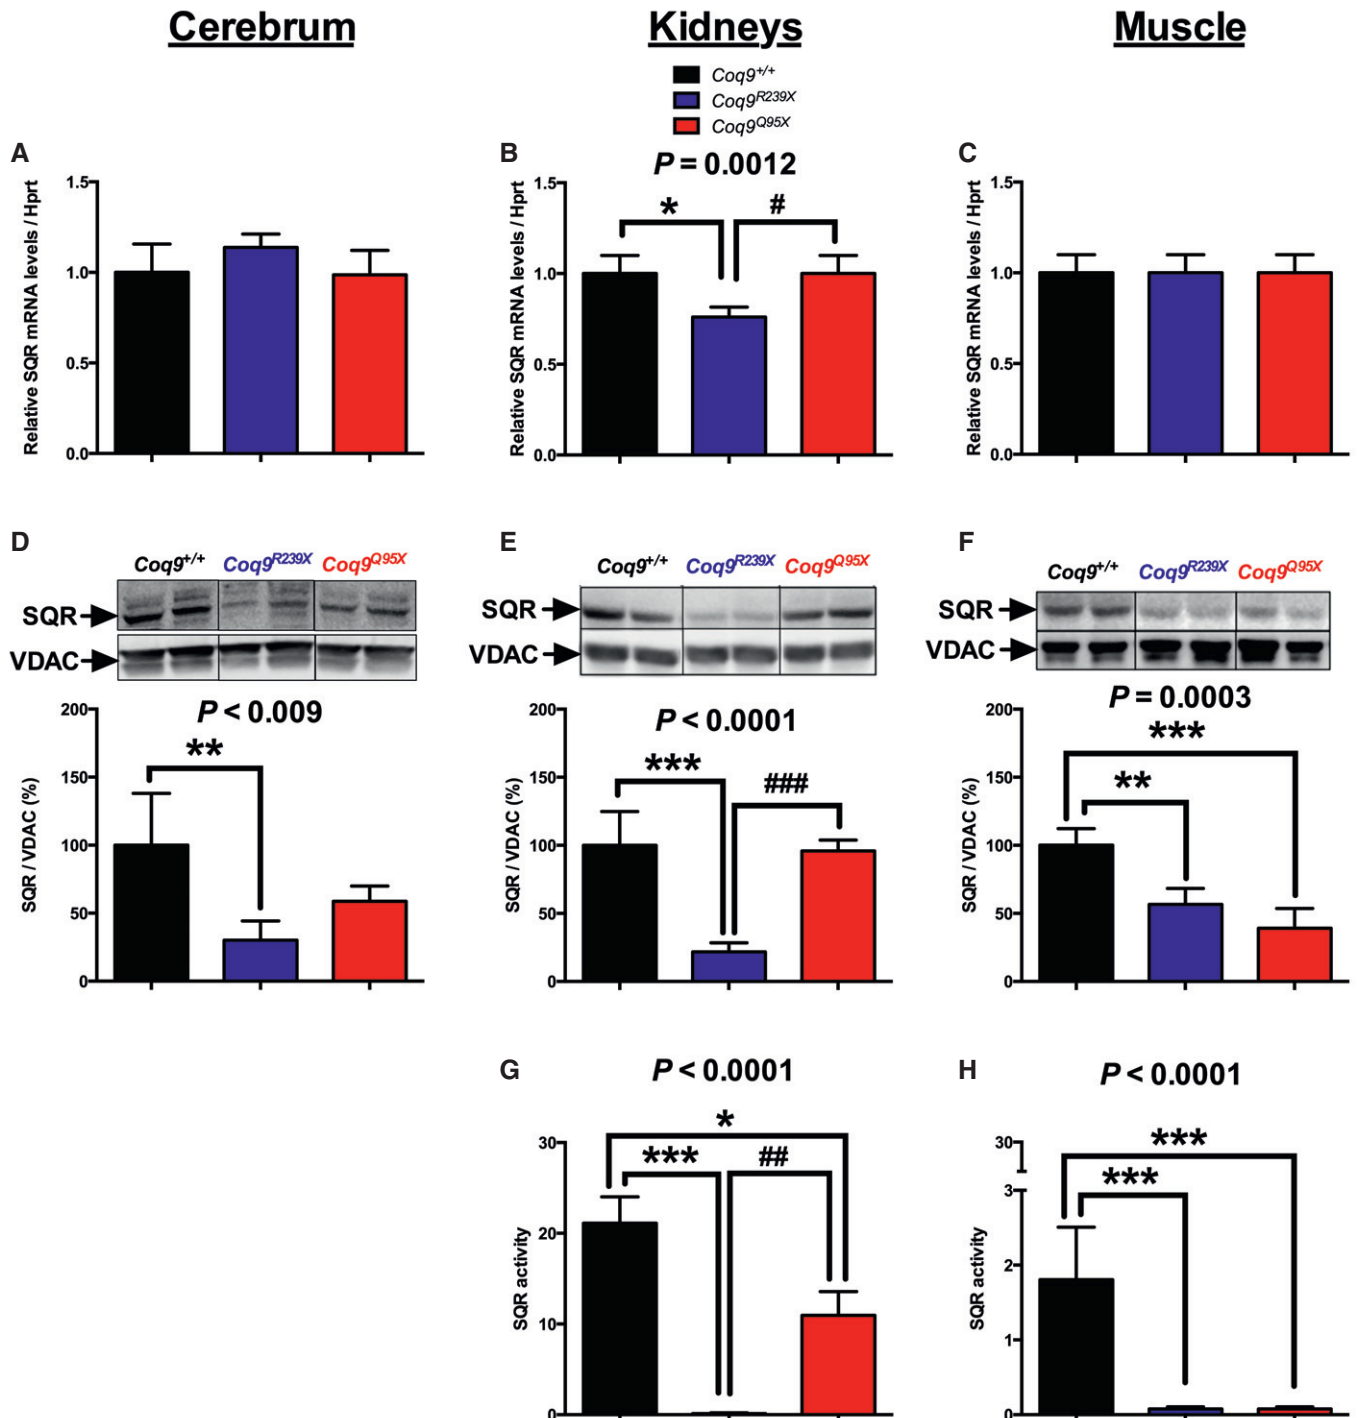 Cerebrum
Kidneys
Muscle
Coq9+/+
Coq9R239X
Coq9Q95X
A
Relative SQR mRNA levels / Hprt
1.5
1.0
0.5
0.0
B
P = 0.0012
Relative SQR mRNA levels / Hprt
1.5
1.0
0.5
0.0
*
#
C
Relative SQR mRNA levels / Hprt
1.5
1.0
0.5
0.0
D
Coq9+/+ Coq9R239X Coq9Q95X
SQR
VDAC
P < 0.009
SQR / VDAC (%)
200
150
100
50
0
**
E
Coq9+/+ Coq9R239X Coq9Q95X
SQR
VDAC
P < 0.0001
SQR / VDAC (%)
200
150
100
50
0
***
###
F
Coq9+/+ Coq9R239X Coq9Q95X
SQR
VDAC
P = 0.0003
SQR / VDAC (%)
200
150
100
50
0
***
**
G
P < 0.0001
SQR activity
30
20
10
0
*
***
##
H
P < 0.0001
SQR activity
30
3
2
1
0
***
***